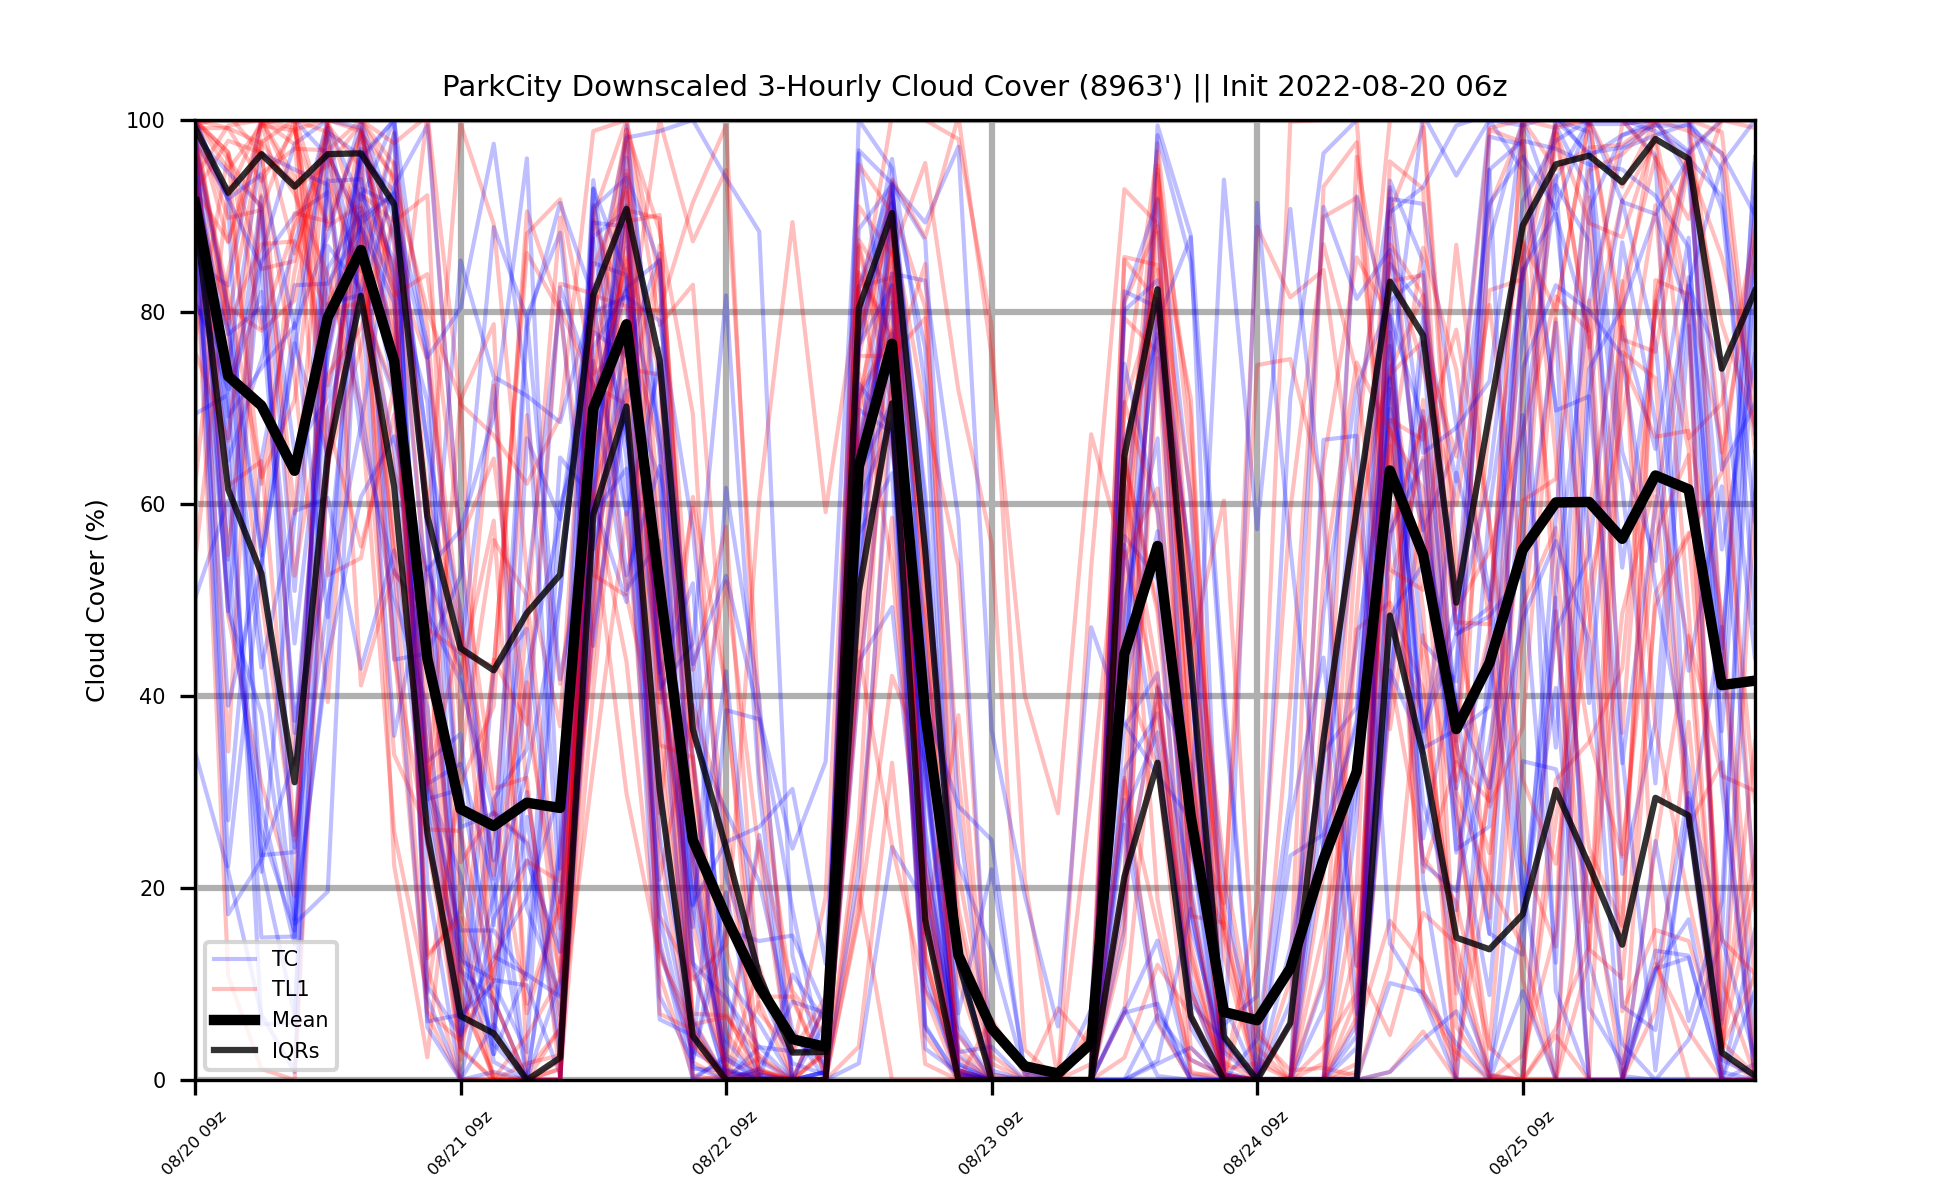 ParkCity Downscaled 3-Hourly Cloud Cover (8963') || Init 2022-08-20 06z
Cloud Cover (%)
100
80
60
40
20
0
TC
TL1
Mean
IQRs
08/20 09z
08/21 09z
08/22 09z
08/23 09z
08/24 09z
08/25 09z